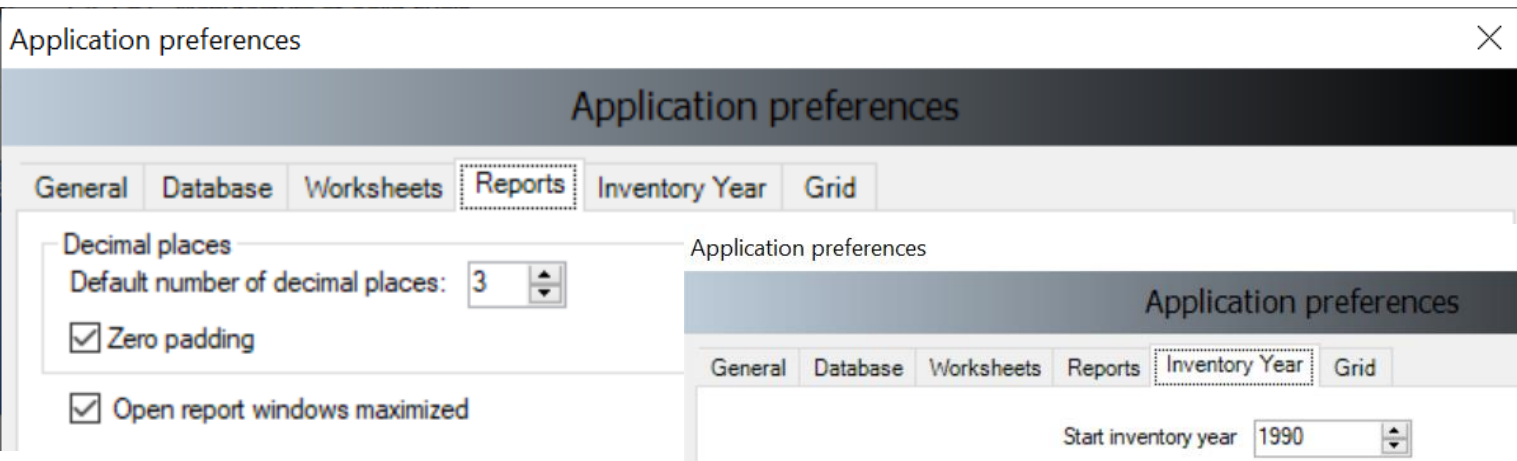 Application preferences
Application preferences
General Database Worksheets Reports Inventory Year Grid
Decimal places
Default number of decimal places: 3
Zero padding
Open report windows maximized
Application preferences
Application preferences
General Database Worksheets Reports Inventory Year Grid
Start inventory year 1990